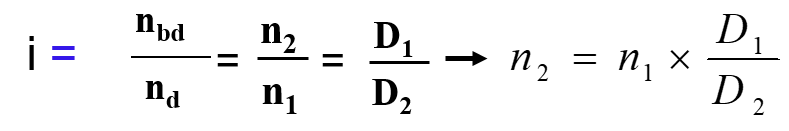 i = n_bd / n_d = n_2 / n_1 = D_1 / D_2 → n_2 = n_1 × D_1 / D_2